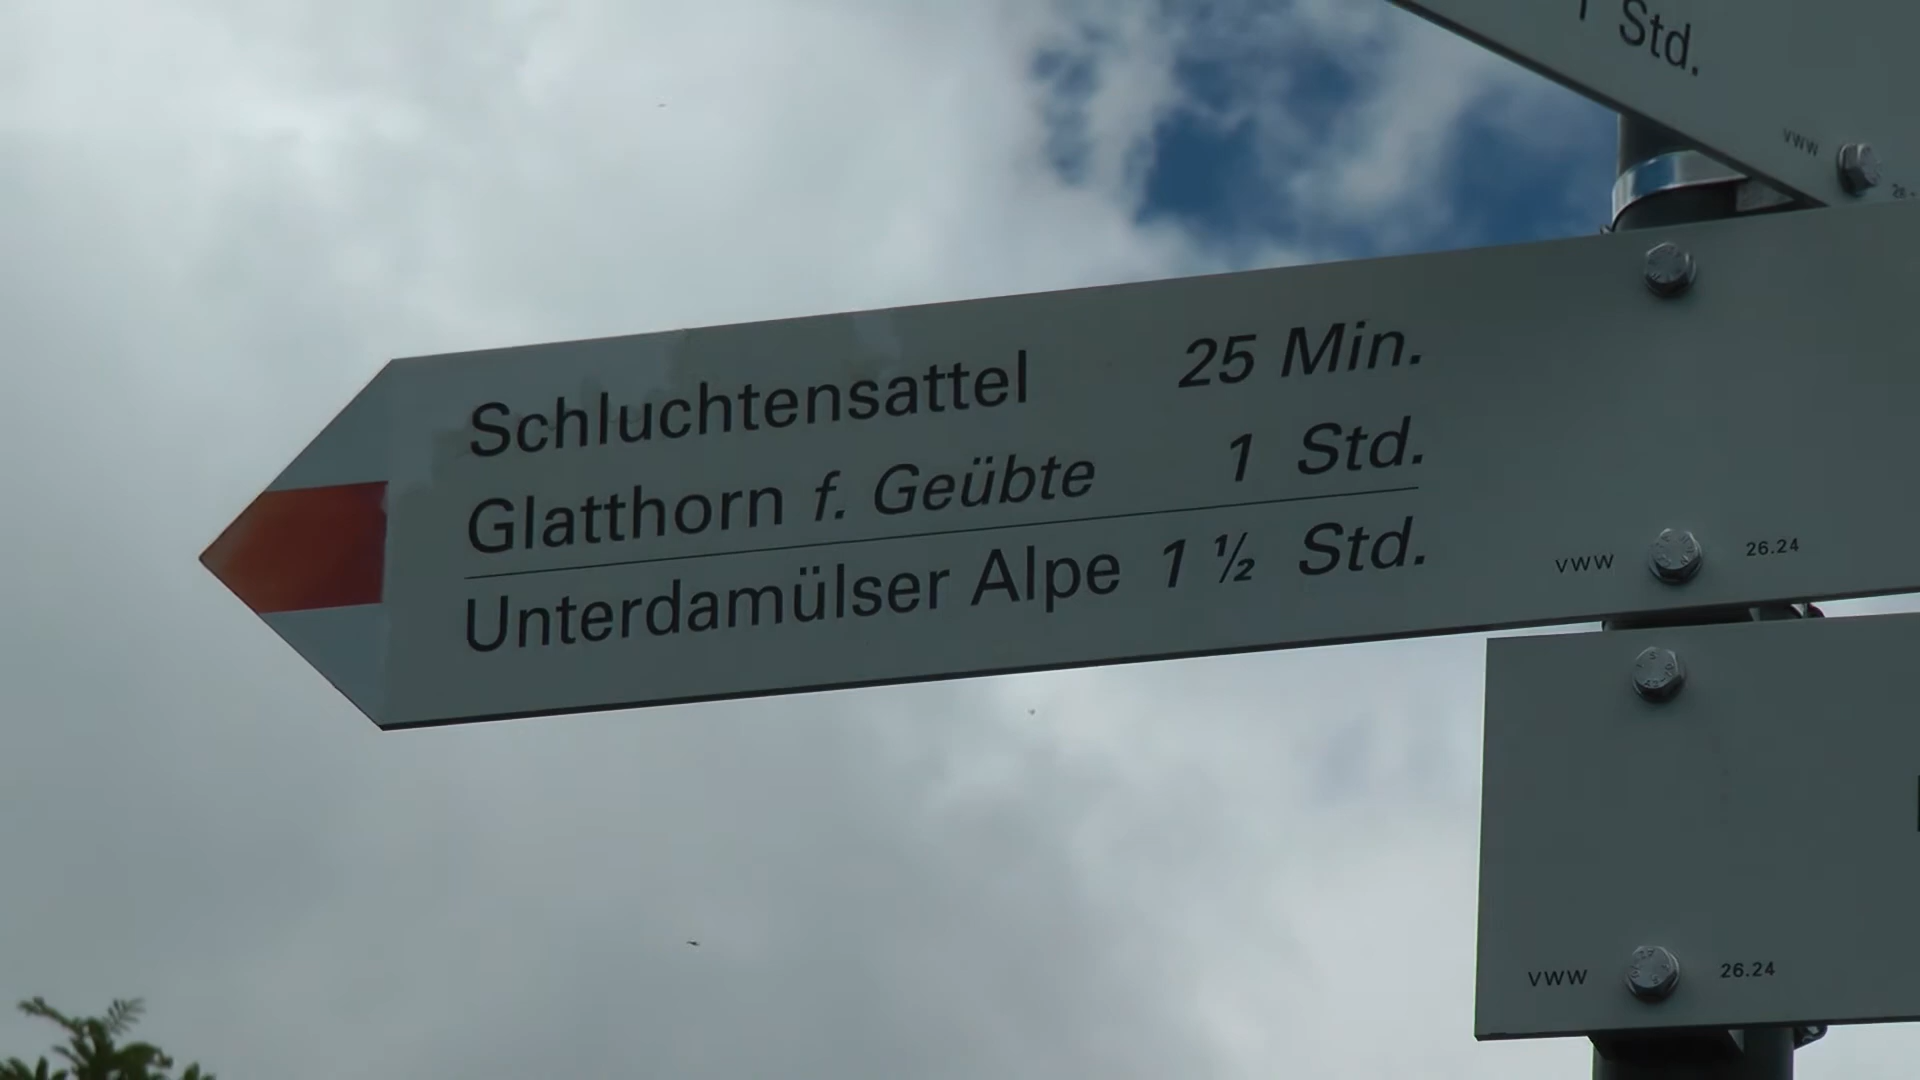 1 Std.
vww
Schluchtensattel 25 Min.
Glatthorn f. Geübte 1 Std.
Unterdamülser Alpe 1 ½ Std.
vww 26.24
vww 26.24